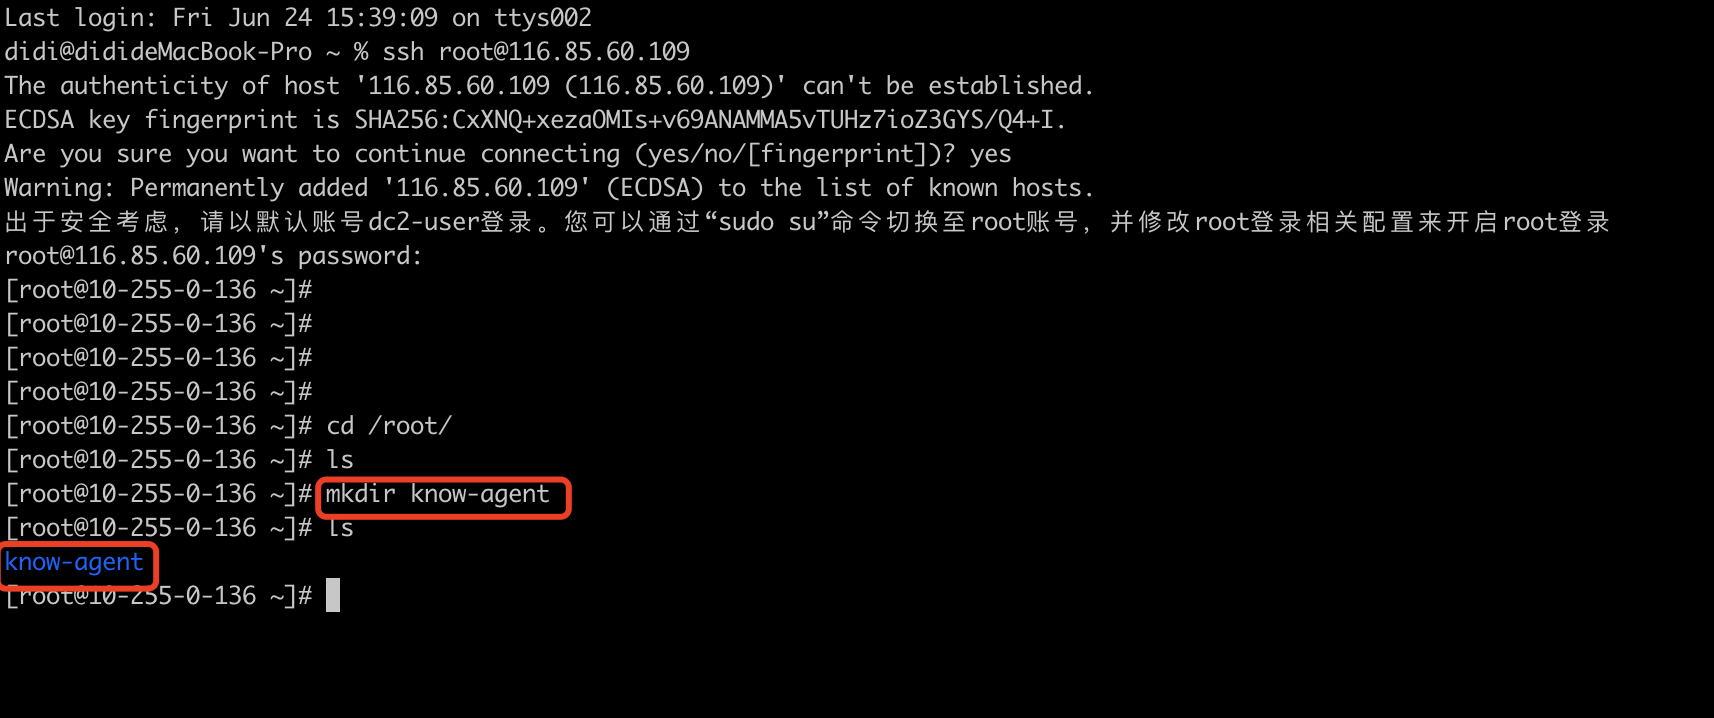 Last login: Fri Jun 24 15:39:09 on ttys002
didi@didideMacBook-Pro ~ % ssh root@116.85.60.109
The authenticity of host '116.85.60.109 (116.85.60.109)' can't be established.
ECDSA key fingerprint is SHA256:CxXNQ+xezaOMIs+v69ANAMMA5vTUHz7ioZ3GYS/Q4+I.
Are you sure you want to continue connecting (yes/no/[fingerprint])? yes
Warning: Permanently added '116.85.60.109' (ECDSA) to the list of known hosts.
出于安全考虑，请以默认账号dc2-user登录。您可以通过“sudo su”命令切换至root账号，并修改root登录相关配置来开启root登录
root@116.85.60.109's password:
[root@10-255-0-136 ~]#
[root@10-255-0-136 ~]#
[root@10-255-0-136 ~]#
[root@10-255-0-136 ~]#
[root@10-255-0-136 ~]# cd /root/
[root@10-255-0-136 ~]# ls
[root@10-255-0-136 ~]# mkdir know-agent
[root@10-255-0-136 ~]# ls
know-agent
[root@10-255-0-136 ~]#